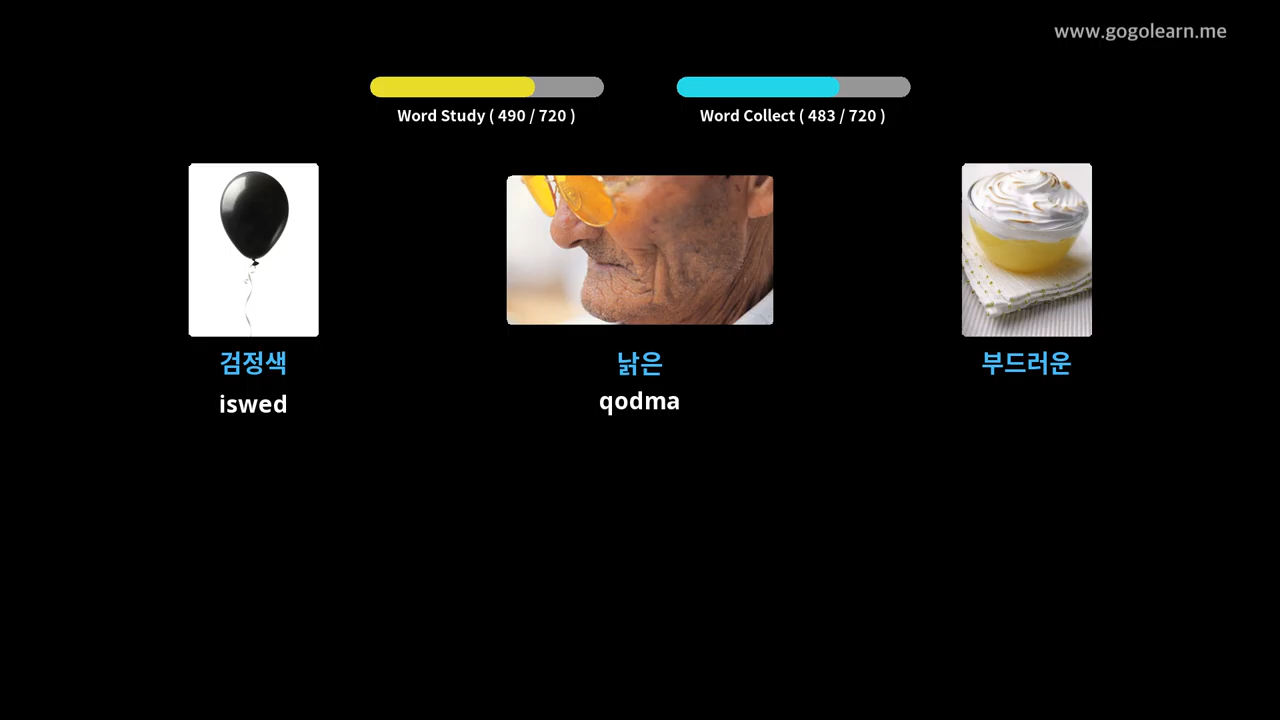 www.gogolearn.me
Word Study ( 490 / 720 )
Word Collect ( 483 / 720 )
검정색
낡은
부드러운
iswed
qodma